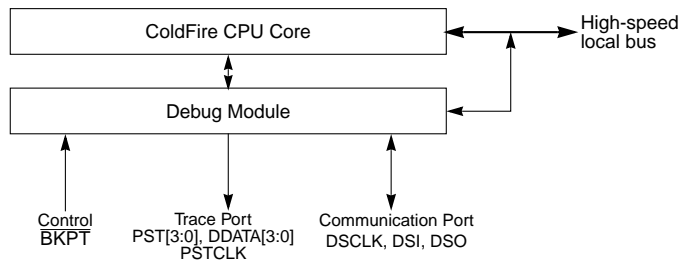 ColdFire CPU Core
High-speed
local bus
Debug Module
Control
BKPT
Trace Port
PST[3:0], DDATA[3:0]
PSTCLK
Communication Port
DSCLK, DSI, DSO